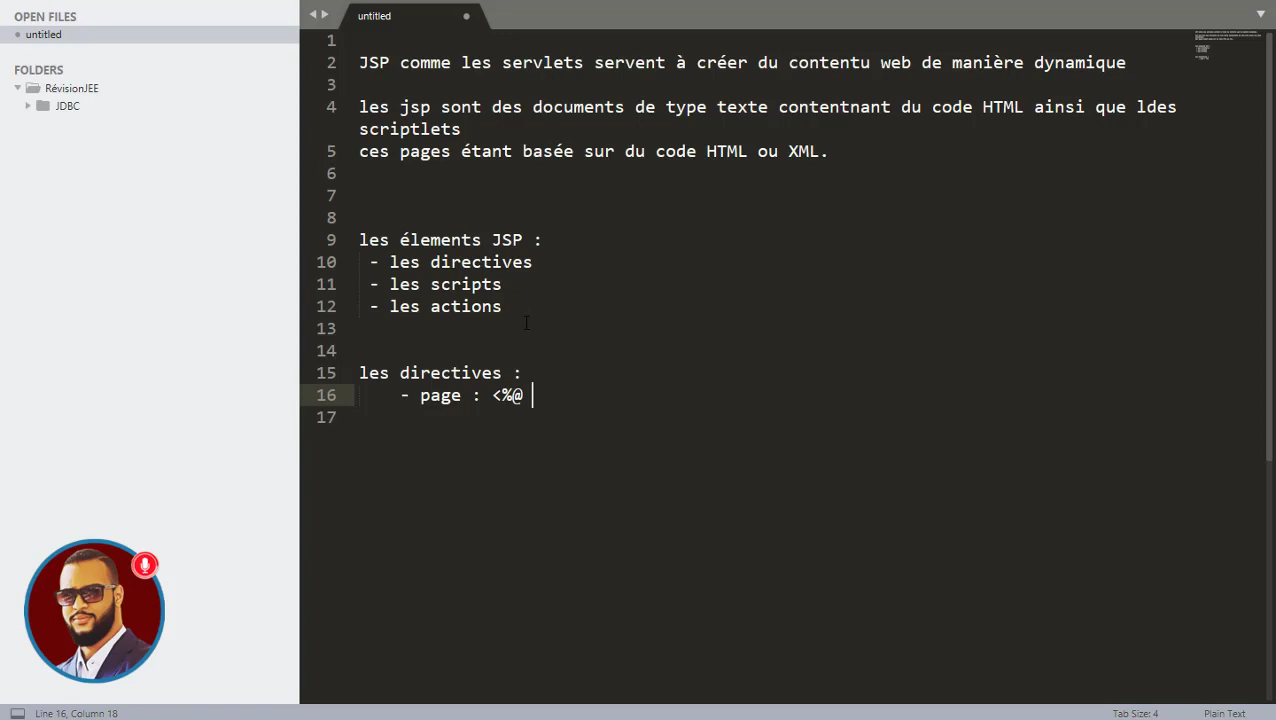 OPEN FILES
untitled
FOLDERS
RévisionJEE
JDBC
untitled
1
2 JSP comme les servlets servent à créer du contentu web de manière dynamique
3
4 les jsp sont des documents de type texte contentnant du code HTML ainsi que ldes
scriptlets
5 ces pages étant basée sur du code HTML ou XML.
6
7
8
9 les élements JSP :
10 - les directives
11 - les scripts
12 - les actions
13
14
15 les directives :
16 - page : <%@
17
Line 16, Column 18
Tab Size: 4
Plain Text